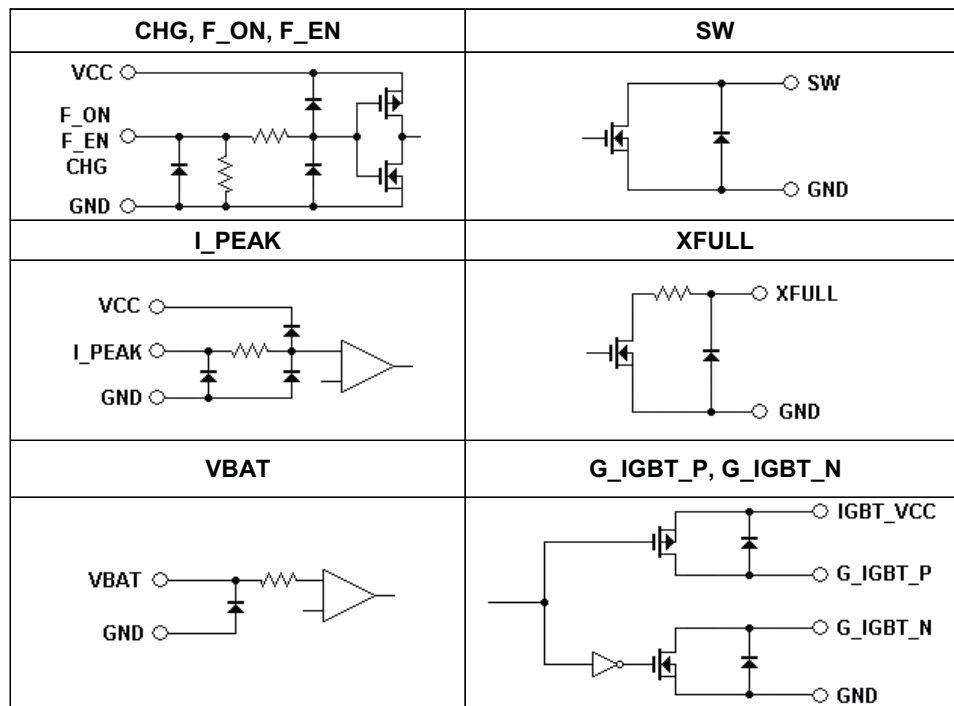 CHG, F_ON, F_EN
SW
VCC
F_ON
F_EN
CHG
GND
SW
GND
I_PEAK
XFULL
VCC
I_PEAK
GND
XFULL
GND
VBAT
G_IGBT_P, G_IGBT_N
VBAT
GND
IGBT_VCC
G_IGBT_P
G_IGBT_N
GND